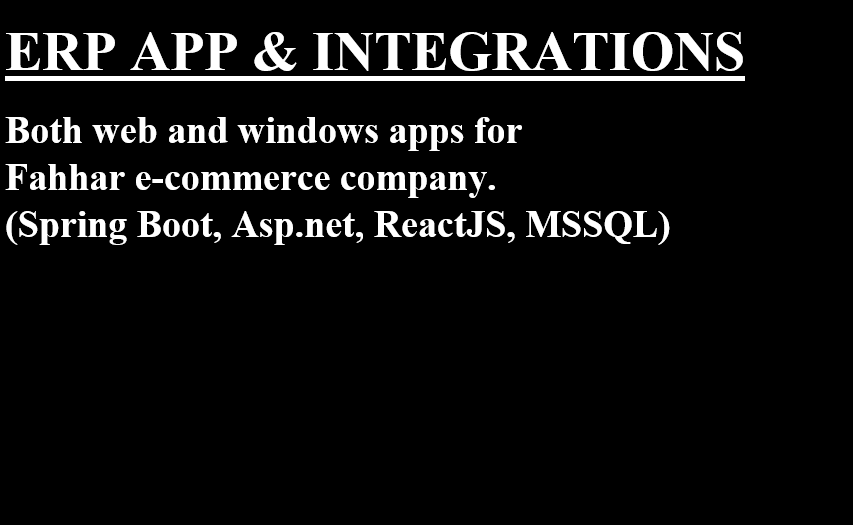 ERP APP & INTEGRATIONS
Both web and windows apps for
Fahhar e-commerce company.
(Spring Boot, Asp.net, ReactJS, MSSQL)